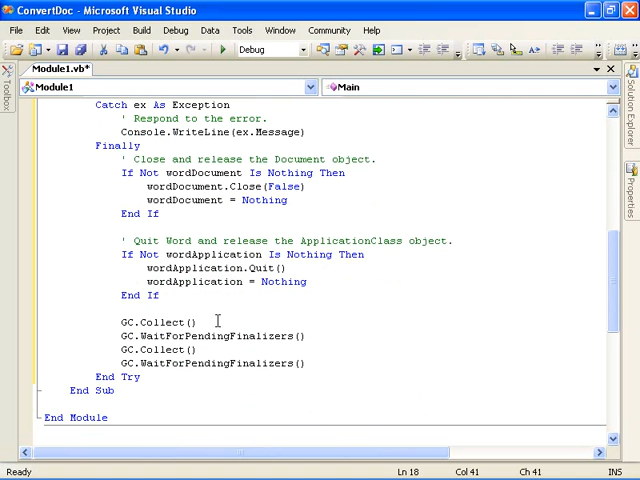 ConvertDoc - Microsoft Visual Studio
File Edit View Project Build Debug Data Tools Window Community Help
Debug
Module1.vb*
Module1 Main
Catch ex As Exception
' Respond to the error.
Console.WriteLine(ex.Message)
Finally
' Close and release the Document object.
If Not wordDocument Is Nothing Then
wordDocument.Close(False)
wordDocument = Nothing
End If
' Quit Word and release the ApplicationClass object.
If Not wordApplication Is Nothing Then
wordApplication.Quit()
wordApplication = Nothing
End If
GC.Collect()
GC.WaitForPendingFinalizers()
GC.Collect()
GC.WaitForPendingFinalizers()
End Try
End Sub
End Module
Toolbox
Solution Explorer
Properties
Ready Ln 18 Col 41 Ch 41 INS